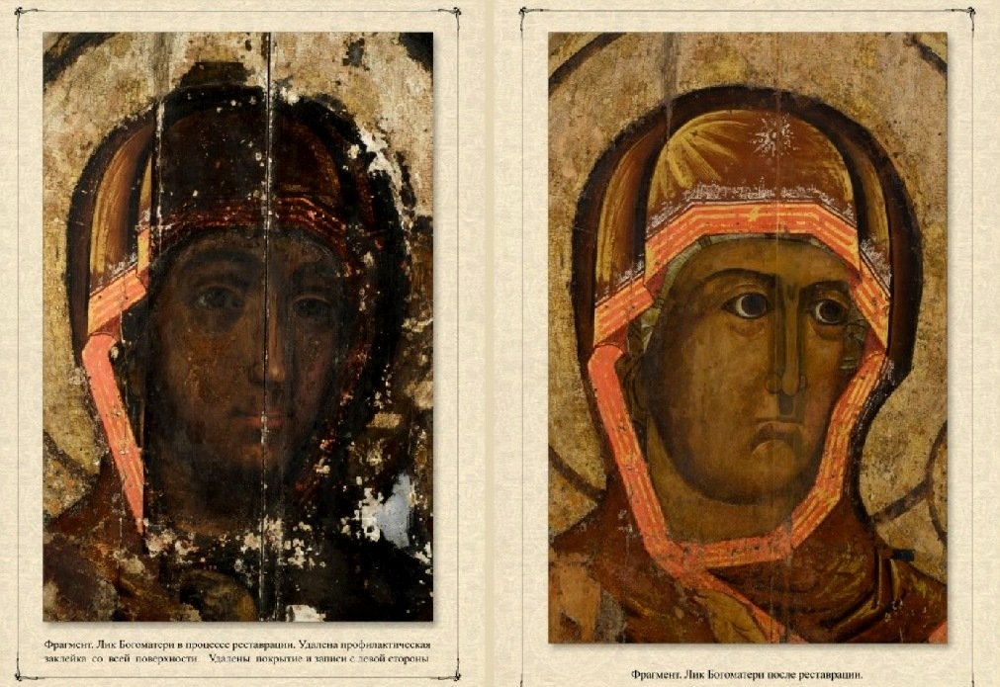 Фрагмент. Лик Богоматери в процессе реставрации. Удалена профилактическая
заклейка со всей поверхности. Удалены покрытие и записи с левой стороны
Фрагмент. Лик Богоматери после реставрации.